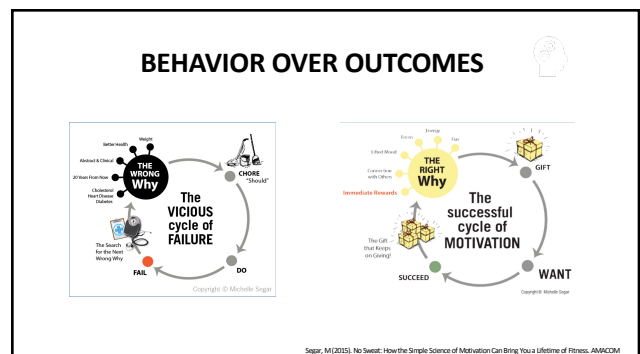 BEHAVIOR OVER OUTCOMES
Weight
Better Health
Abstract & Clinical
20 Years From Now
Cholesterol
Heart Disease
Diabetes
THE
WRONG
Why
CHORE
"Should"
The
VICIOUS
cycle of
FAILURE
The Search
for the Next
Wrong Why
FAIL
DO
Copyright © Michelle Segar
Energy
Focus
Fun
Lifted Mood
Connection
with Others
Immediate Rewards
THE
RIGHT
Why
GIFT
The
successful
cycle of
MOTIVATION
The Gift
that Keeps
on Giving!
SUCCEED
WANT
Copyright © Michelle Segar
Segar, M (2015). No Sweat: How the Simple Science of Motivation Can Bring You a Lifetime of Fitness. AMACOM